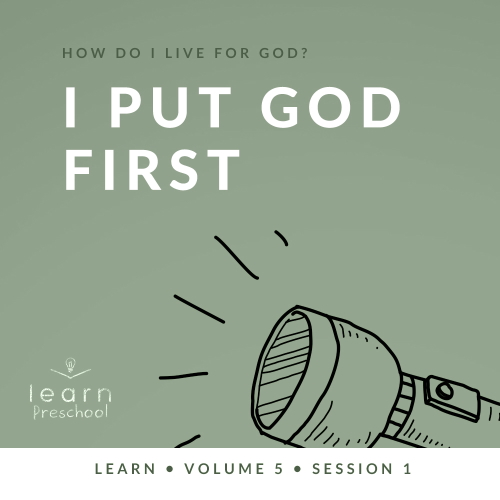 HOW DO I LIVE FOR GOD?
I PUT GOD
FIRST
learn
Preschool
LEARN • VOLUME 5 • SESSION 1